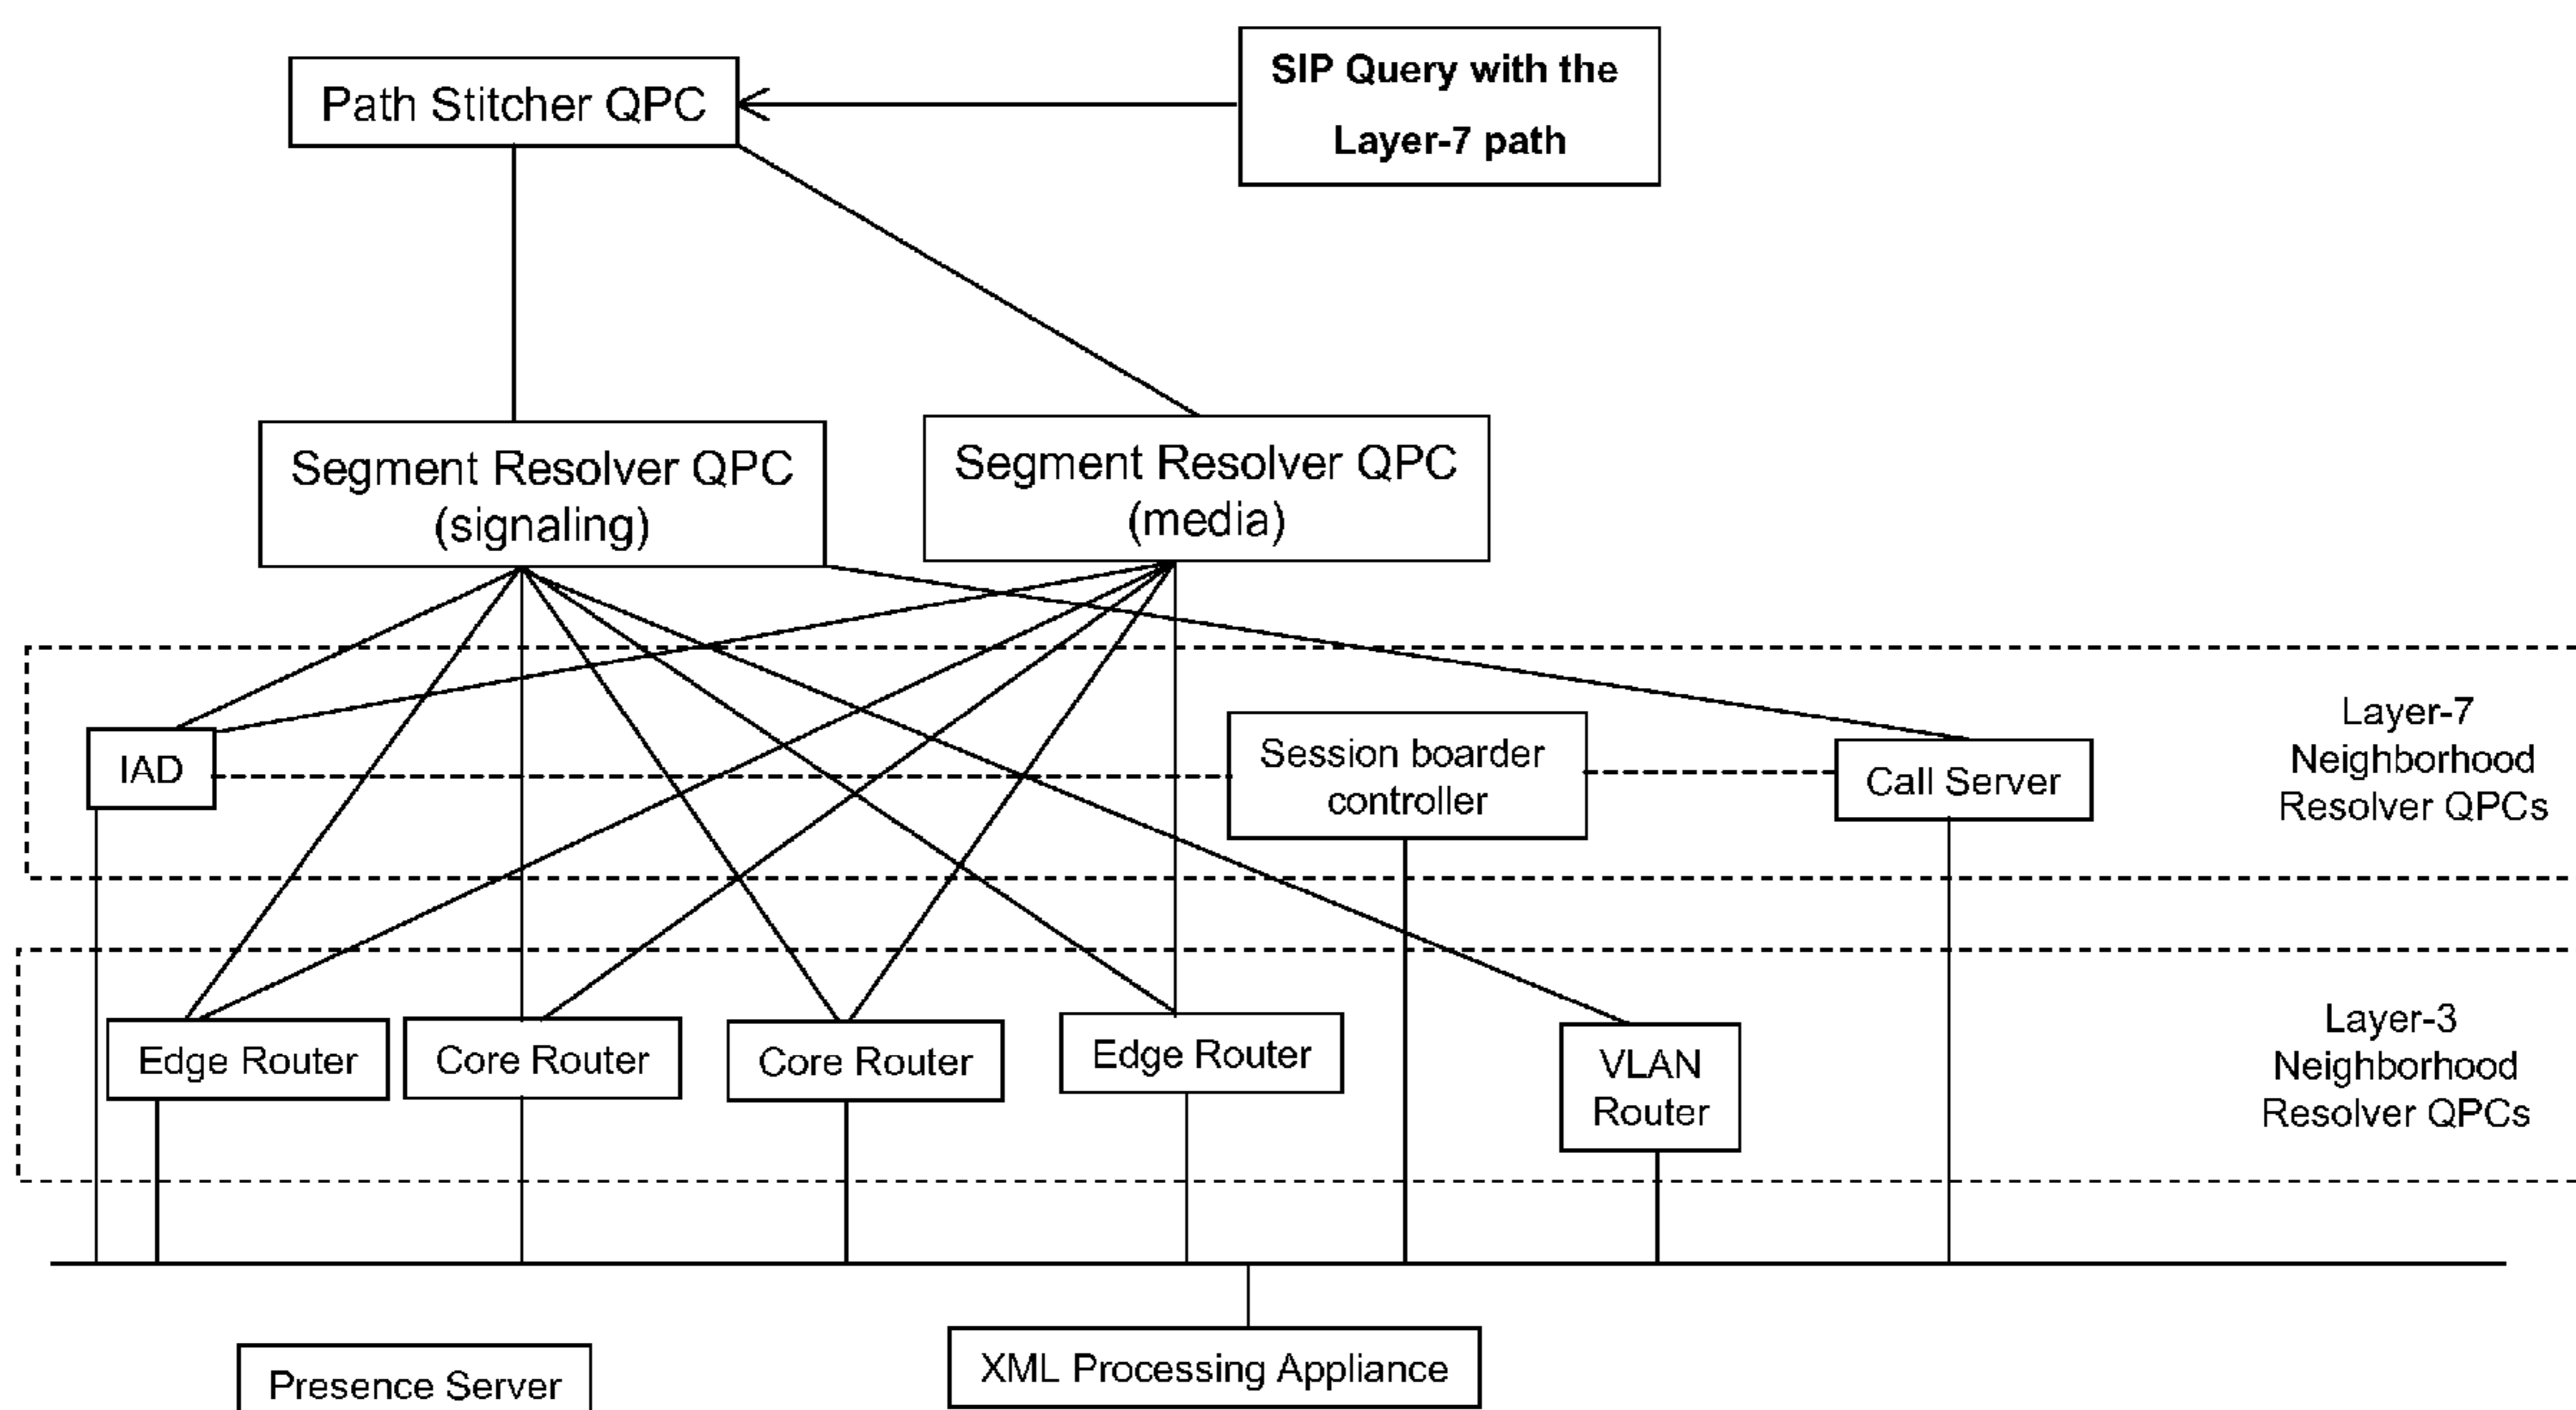 SIP Query with the
Layer-7 path
Path Stitcher QPC
Segment Resolver QPC
(signaling)
Segment Resolver QPC
(media)
IAD
Session boarder
controller
Call Server
Layer-7
Neighborhood
Resolver QPCs
Edge Router
Core Router
Core Router
Edge Router
VLAN
Router
Layer-3
Neighborhood
Resolver QPCs
XML Processing Appliance
Presence Server